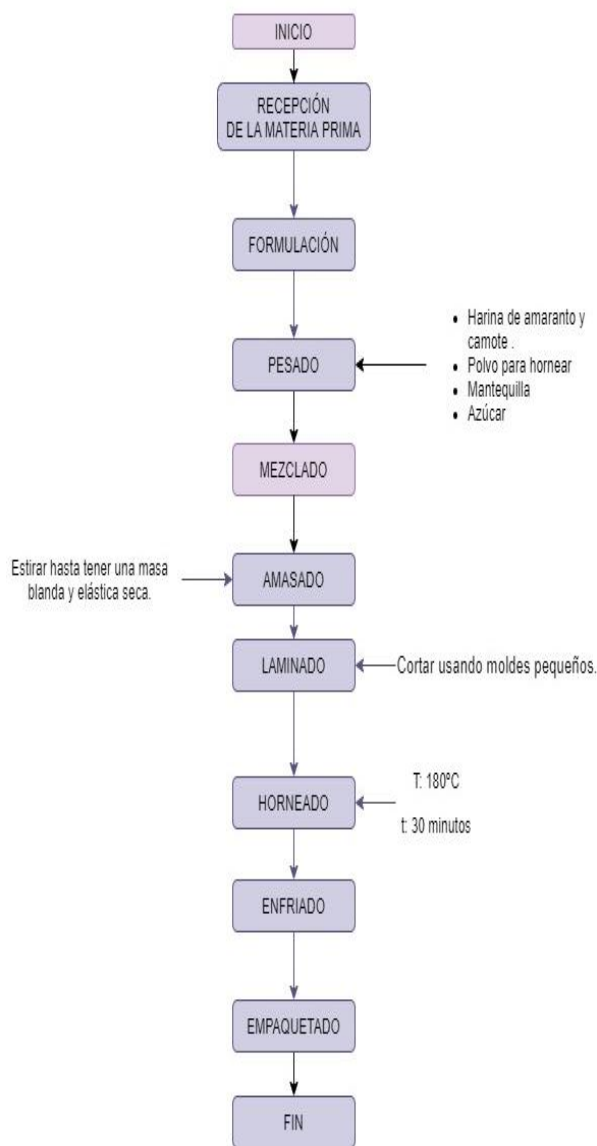 INICIO
RECEPCIÓN
DE LA MATERIA PRIMA
FORMULACIÓN
PESADO
• Harina de amaranto y
camote .
• Polvo para hornear
• Mantequilla
• Azúcar
MEZCLADO
Estirar hasta tener una masa
blanda y elástica seca.
AMASADO
LAMINADO
Cortar usando moldes pequeños.
HORNEADO
T: 180ºC
t: 30 minutos
ENFRIADO
EMPAQUETADO
FIN